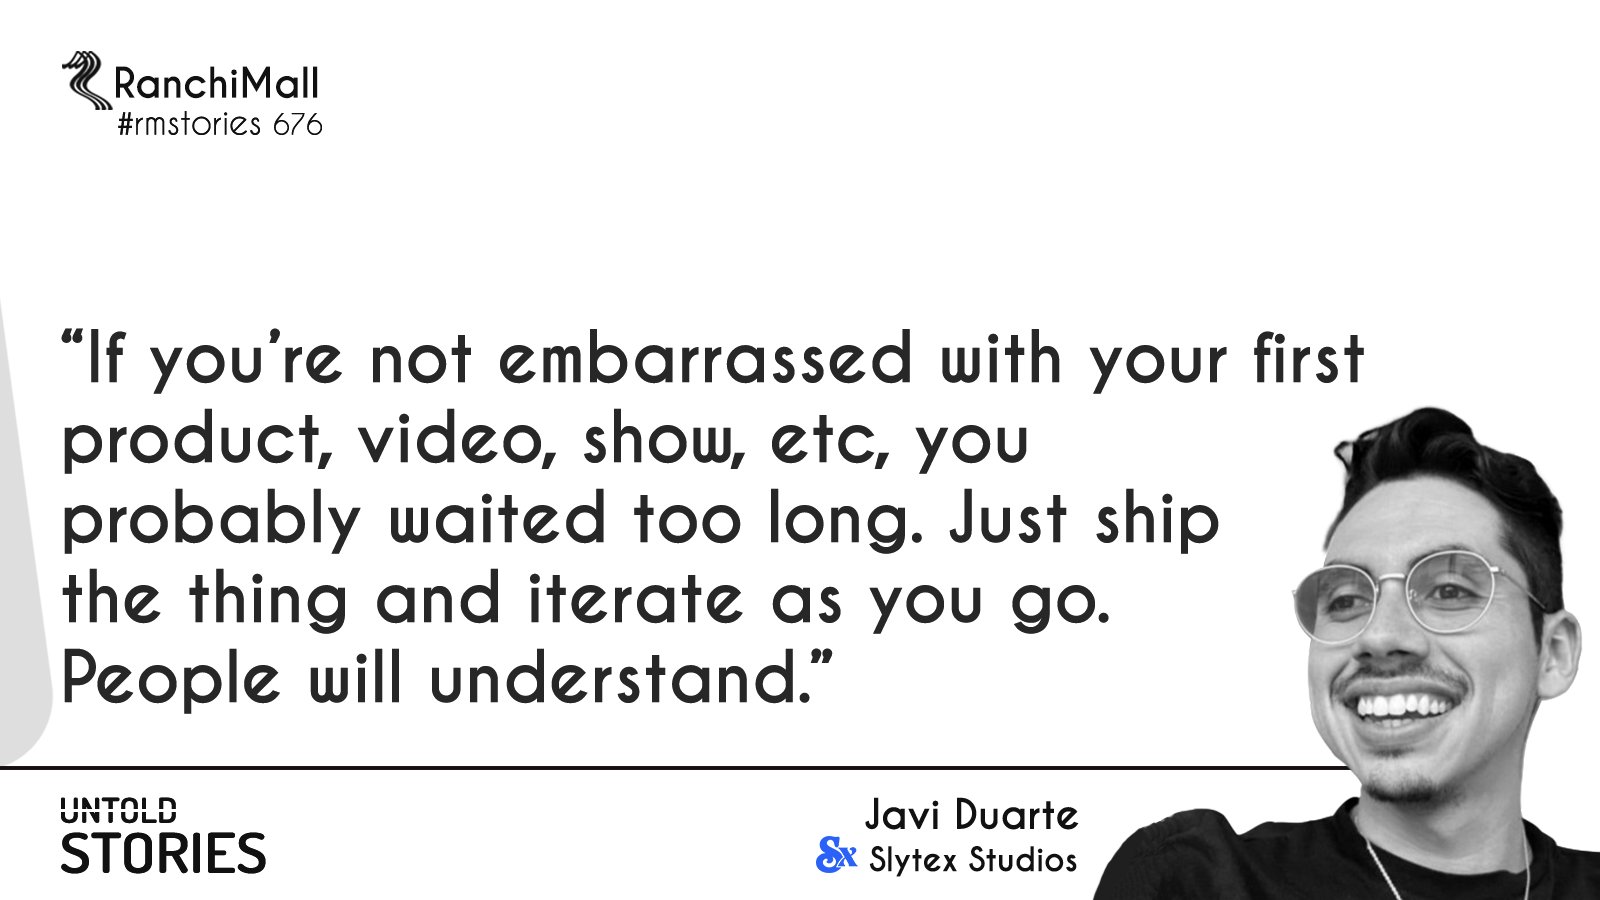 RanchiMall
#rmstories 676
“If you’re not embarrassed with your first
product, video, show, etc, you
probably waited too long. Just ship
the thing and iterate as you go.
People will understand.”
UNTOLD
STORIES
Javi Duarte
Sx Slytex Studios